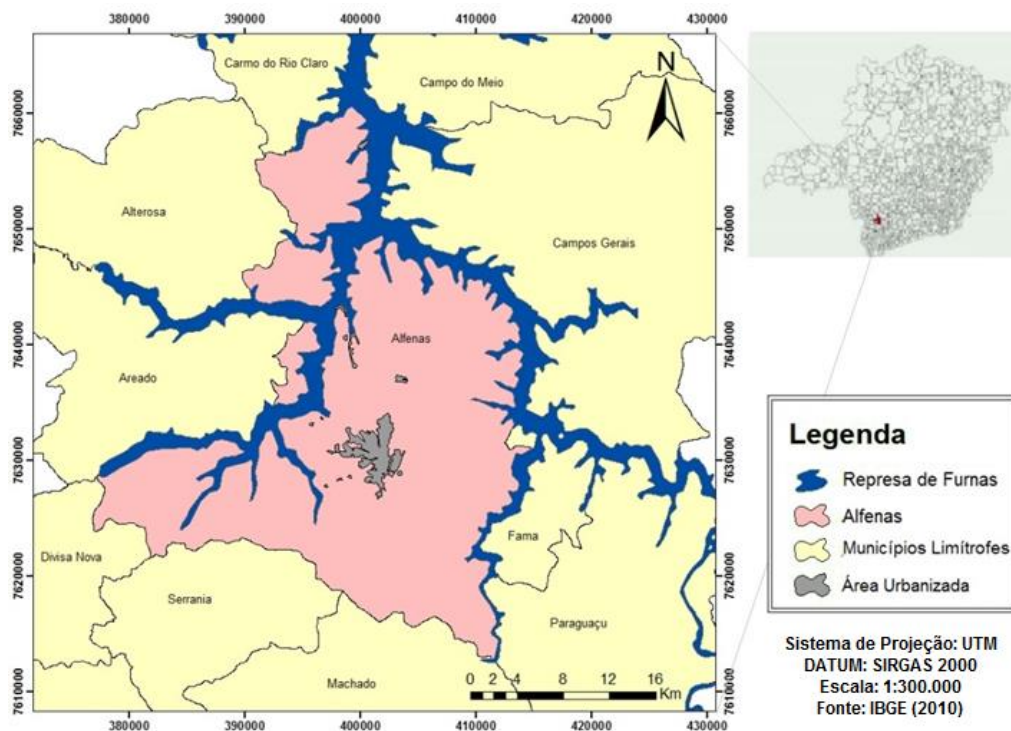 380000
390000
400000
410000
420000
430000
7660000
7650000
7640000
7630000
7620000
7610000
Carmo do Rio Claro
Campo do Meio
N
Alterosa
Campos Gerais
Alfenas
Areado
Fama
Divisa Nova
Serrania
Paraguaçu
Machado
0 2 4 8 12 16
Km
7660000
7650000
7640000
7630000
7620000
7610000
380000
390000
400000
410000
420000
430000
Legenda
Represa de Furnas
Alfenas
Municípios Limítrofes
Área Urbanizada
Sistema de Projeção: UTM
DATUM: SIRGAS 2000
Escala: 1:300.000
Fonte: IBGE (2010)